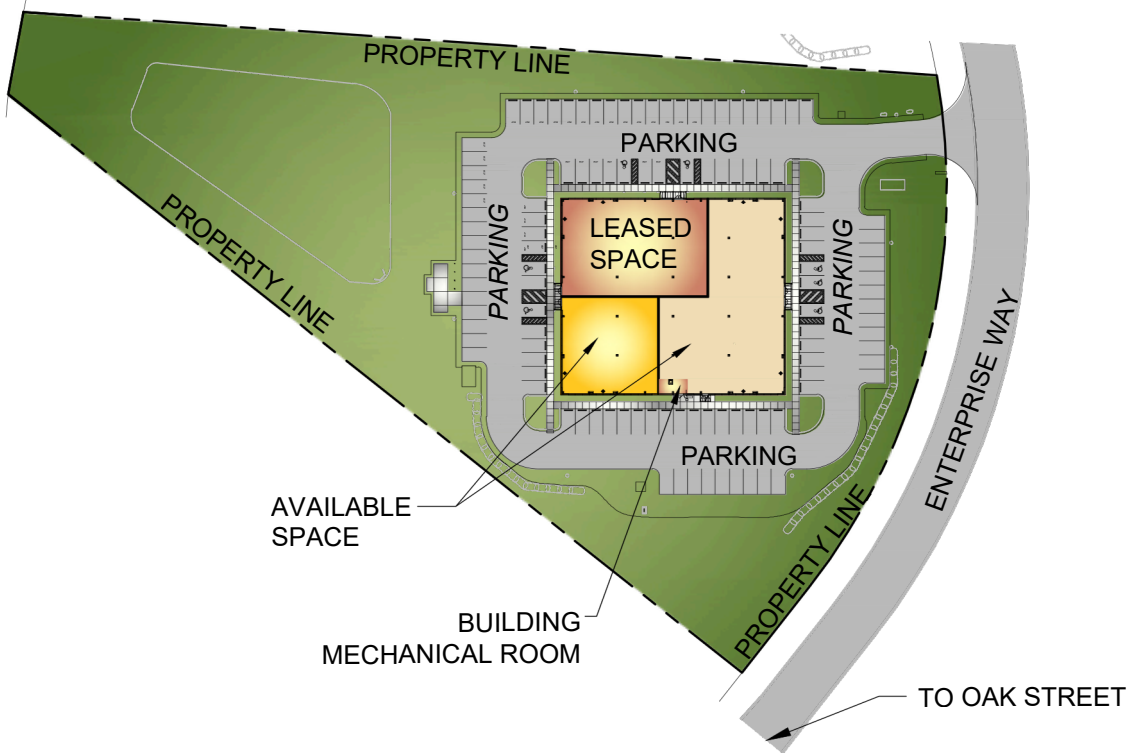 PROPERTY LINE
PARKING
LEASED
SPACE
PARKING
PARKING
PROPERTY LINE
ENTERPRISE WAY
PARKING
AVAILABLE
SPACE
PROPERTY LINE
BUILDING
MECHANICAL ROOM
TO OAK STREET